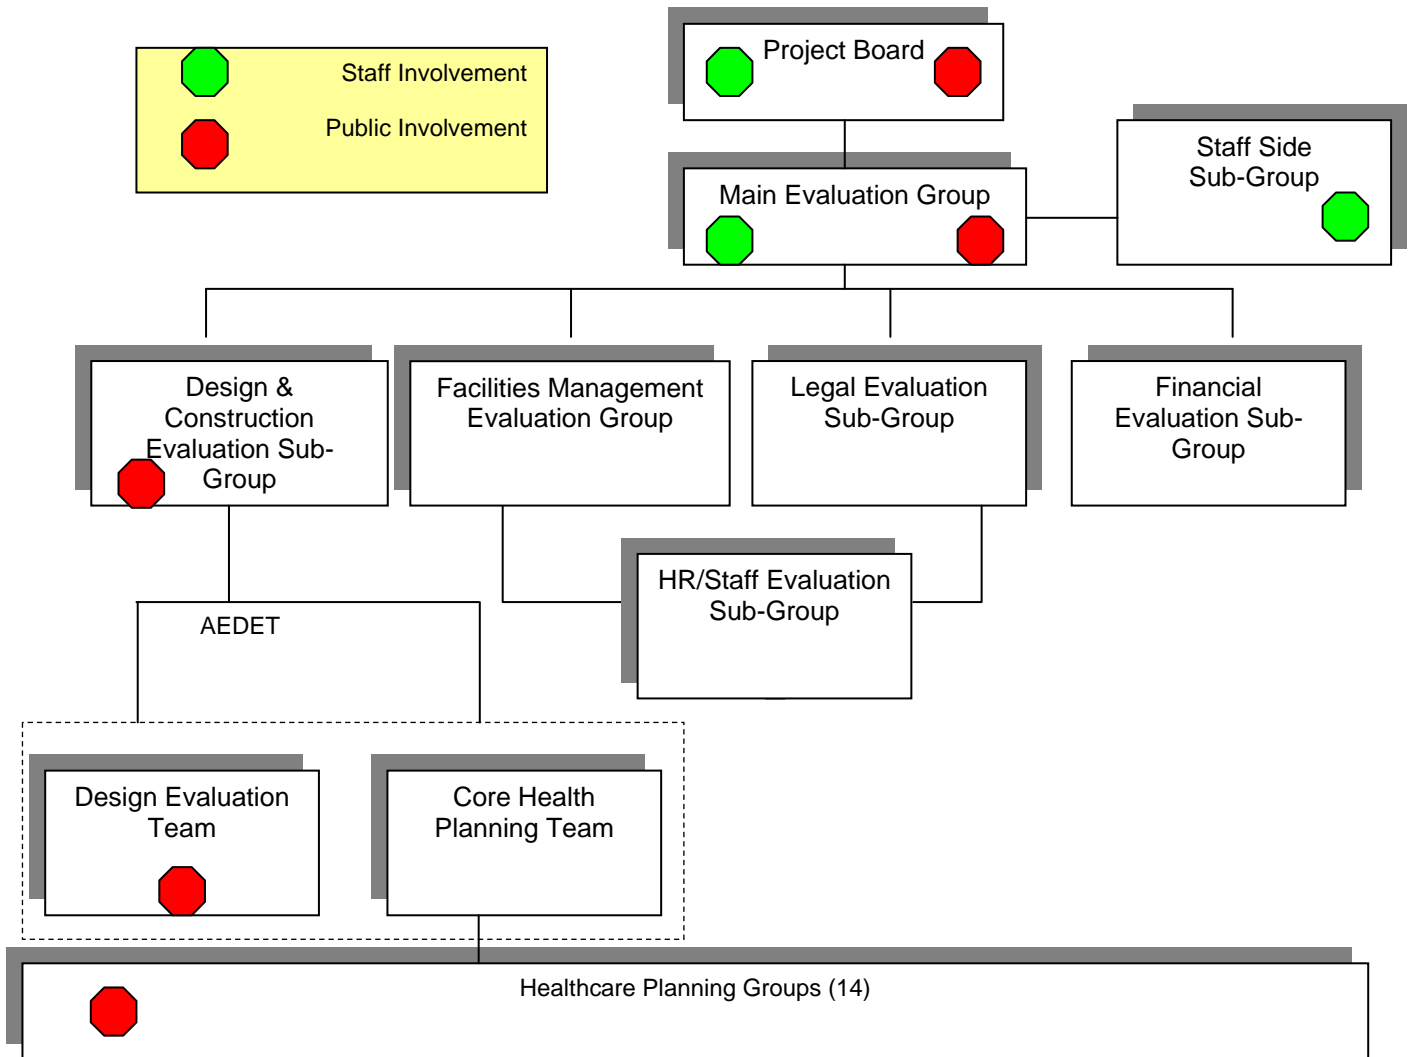 Staff Involvement
Public Involvement
Project Board
Main Evaluation Group
Staff Side
Sub-Group
Design &
Construction
Evaluation Sub-
Group
Facilities Management
Evaluation Group
Legal Evaluation
Sub-Group
Financial
Evaluation Sub-
Group
HR/Staff Evaluation
Sub-Group
AEDET
Design Evaluation
Team
Core Health
Planning Team
Healthcare Planning Groups (14)